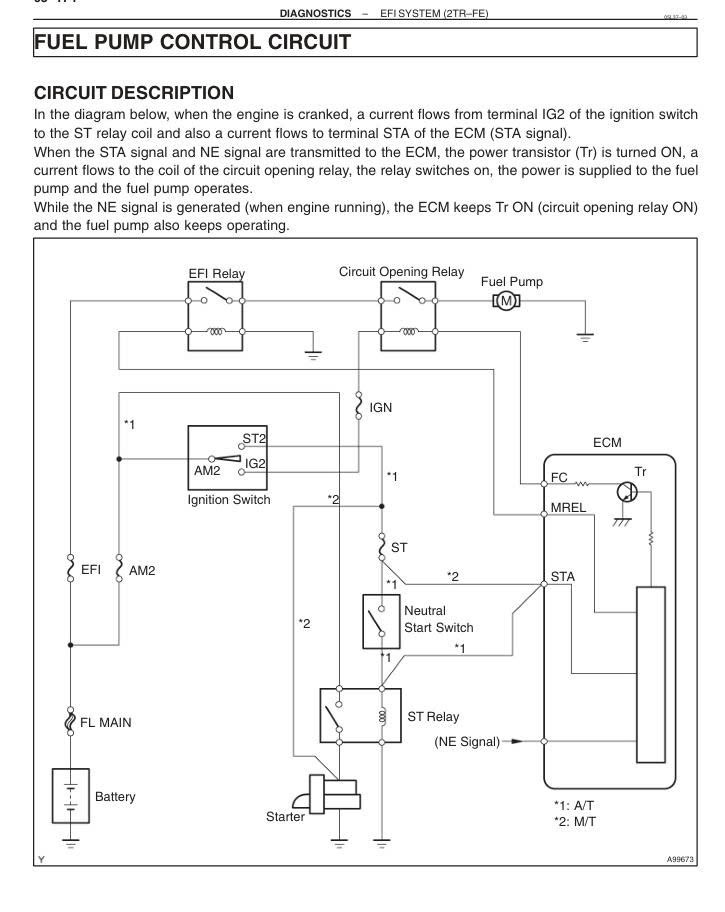 DIAGNOSTICS – EFI SYSTEM (2TR–FE)
FUEL PUMP CONTROL CIRCUIT
CIRCUIT DESCRIPTION
In the diagram below, when the engine is cranked, a current flows from terminal IG2 of the ignition switch
to the ST relay coil and also a current flows to terminal STA of the ECM (STA signal).
When the STA signal and NE signal are transmitted to the ECM, the power transistor (Tr) is turned ON, a
current flows to the coil of the circuit opening relay, the relay switches on, the power is supplied to the fuel
pump and the fuel pump operates.
While the NE signal is generated (when engine running), the ECM keeps Tr ON (circuit opening relay ON)
and the fuel pump also keeps operating.
EFI Relay
Circuit Opening Relay
Fuel Pump
M
IGN
*1
ST2
AM2
IG2
Ignition Switch
*1
*2
ECM
FC
Tr
MREL
EFI
AM2
ST
*2
STA
*1
Neutral
Start Switch
*2
*1
*1
FL MAIN
ST Relay
(NE Signal)
Battery
Starter
*1: A/T
*2: M/T
Y
A99673